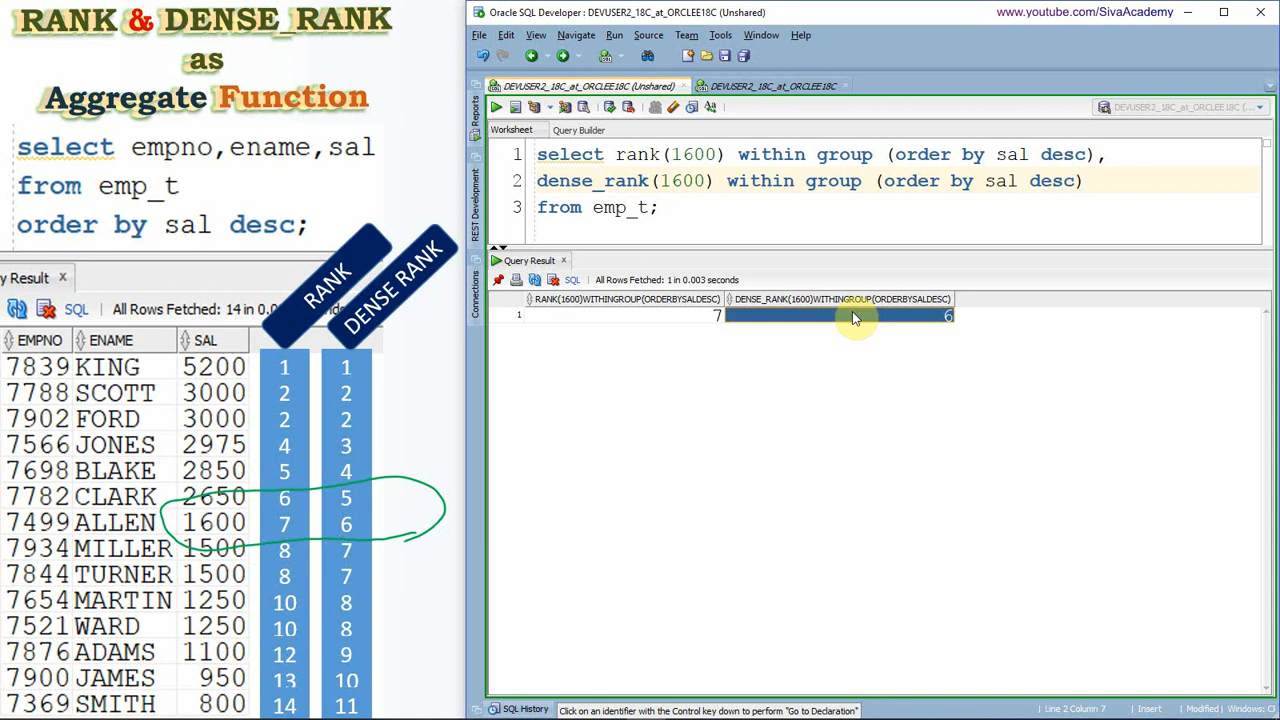 RANK & DENSE_RANK
as
Aggregate Function
select empno,ename,sal
from emp_t
order by sal desc;
ry Result x
SQL All Rows Fetched: 14 in 0.0
RANK
DENSE RANK
EMPNO ENAME SAL
7839 KING 5200 1 1
7788 SCOTT 3000 2 2
7902 FORD 3000 2 2
7566 JONES 2975 4 3
7698 BLAKE 2850 5 4
7782 CLARK 2650 6 5
7499 ALLEN 1600 7 6
7934 MILLER 1500 8 7
7844 TURNER 1500 8 7
7654 MARTIN 1250 10 8
7521 WARD 1250 10 8
7876 ADAMS 1100 12 9
7900 JAMES 950 13 10
7369 SMITH 800 14 11
Oracle SQL Developer : DEVUSER2_18C_at_ORCLEE18C (Unshared)
www.youtube.com/SivaAcademy
File Edit View Navigate Run Source Team Tools Window Help
DEVUSER2_18C_at_ORCLEE18C (Unshared) DEVUSER2_18C_at_ORCLEE18C
DEVUSER2_18C_at_ORCLEE18C (...
Reports
REST Development
Connections
Worksheet Query Builder
1 select rank(1600) within group (order by sal desc),
2 dense_rank(1600) within group (order by sal desc)
3 from emp_t;
Query Result x
SQL All Rows Fetched: 1 in 0.003 seconds
RANK(1600)WITHINGROUP(ORDERBYSALDESC) DENSE_RANK(1600)WITHINGROUP(ORDERBYSALDESC)
1 7 6
SQL History Click on an identifier with the Control key down to perform "Go to Declaration" Line 2 Column 7 Insert Modified Windows: C